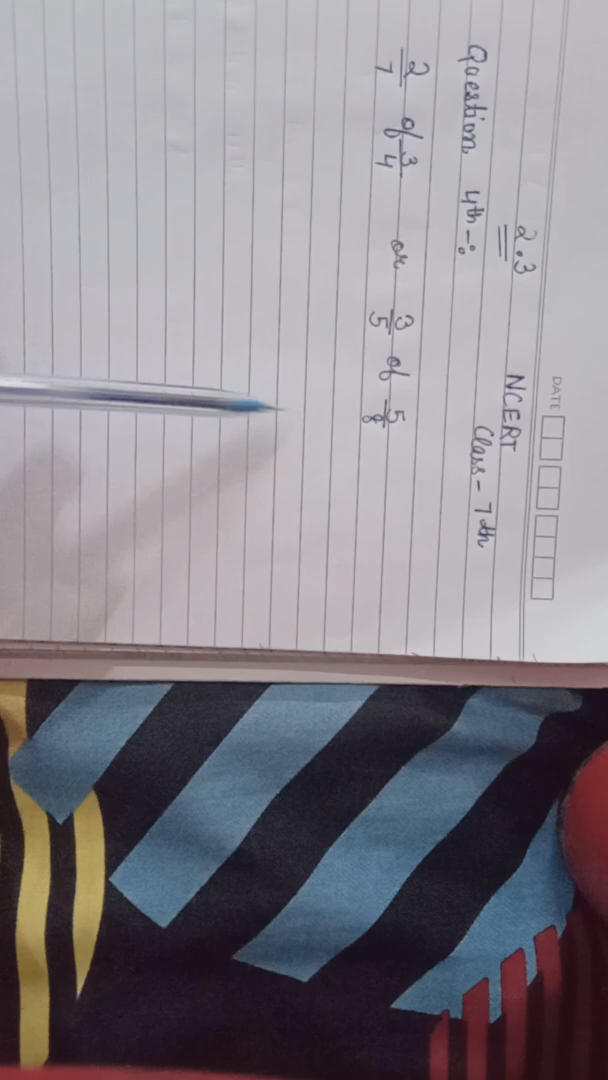 DATE
2.3 NCERT
Question 4th-: Class - 7th
2/7 of 3/4 or 3/5 of 5/8